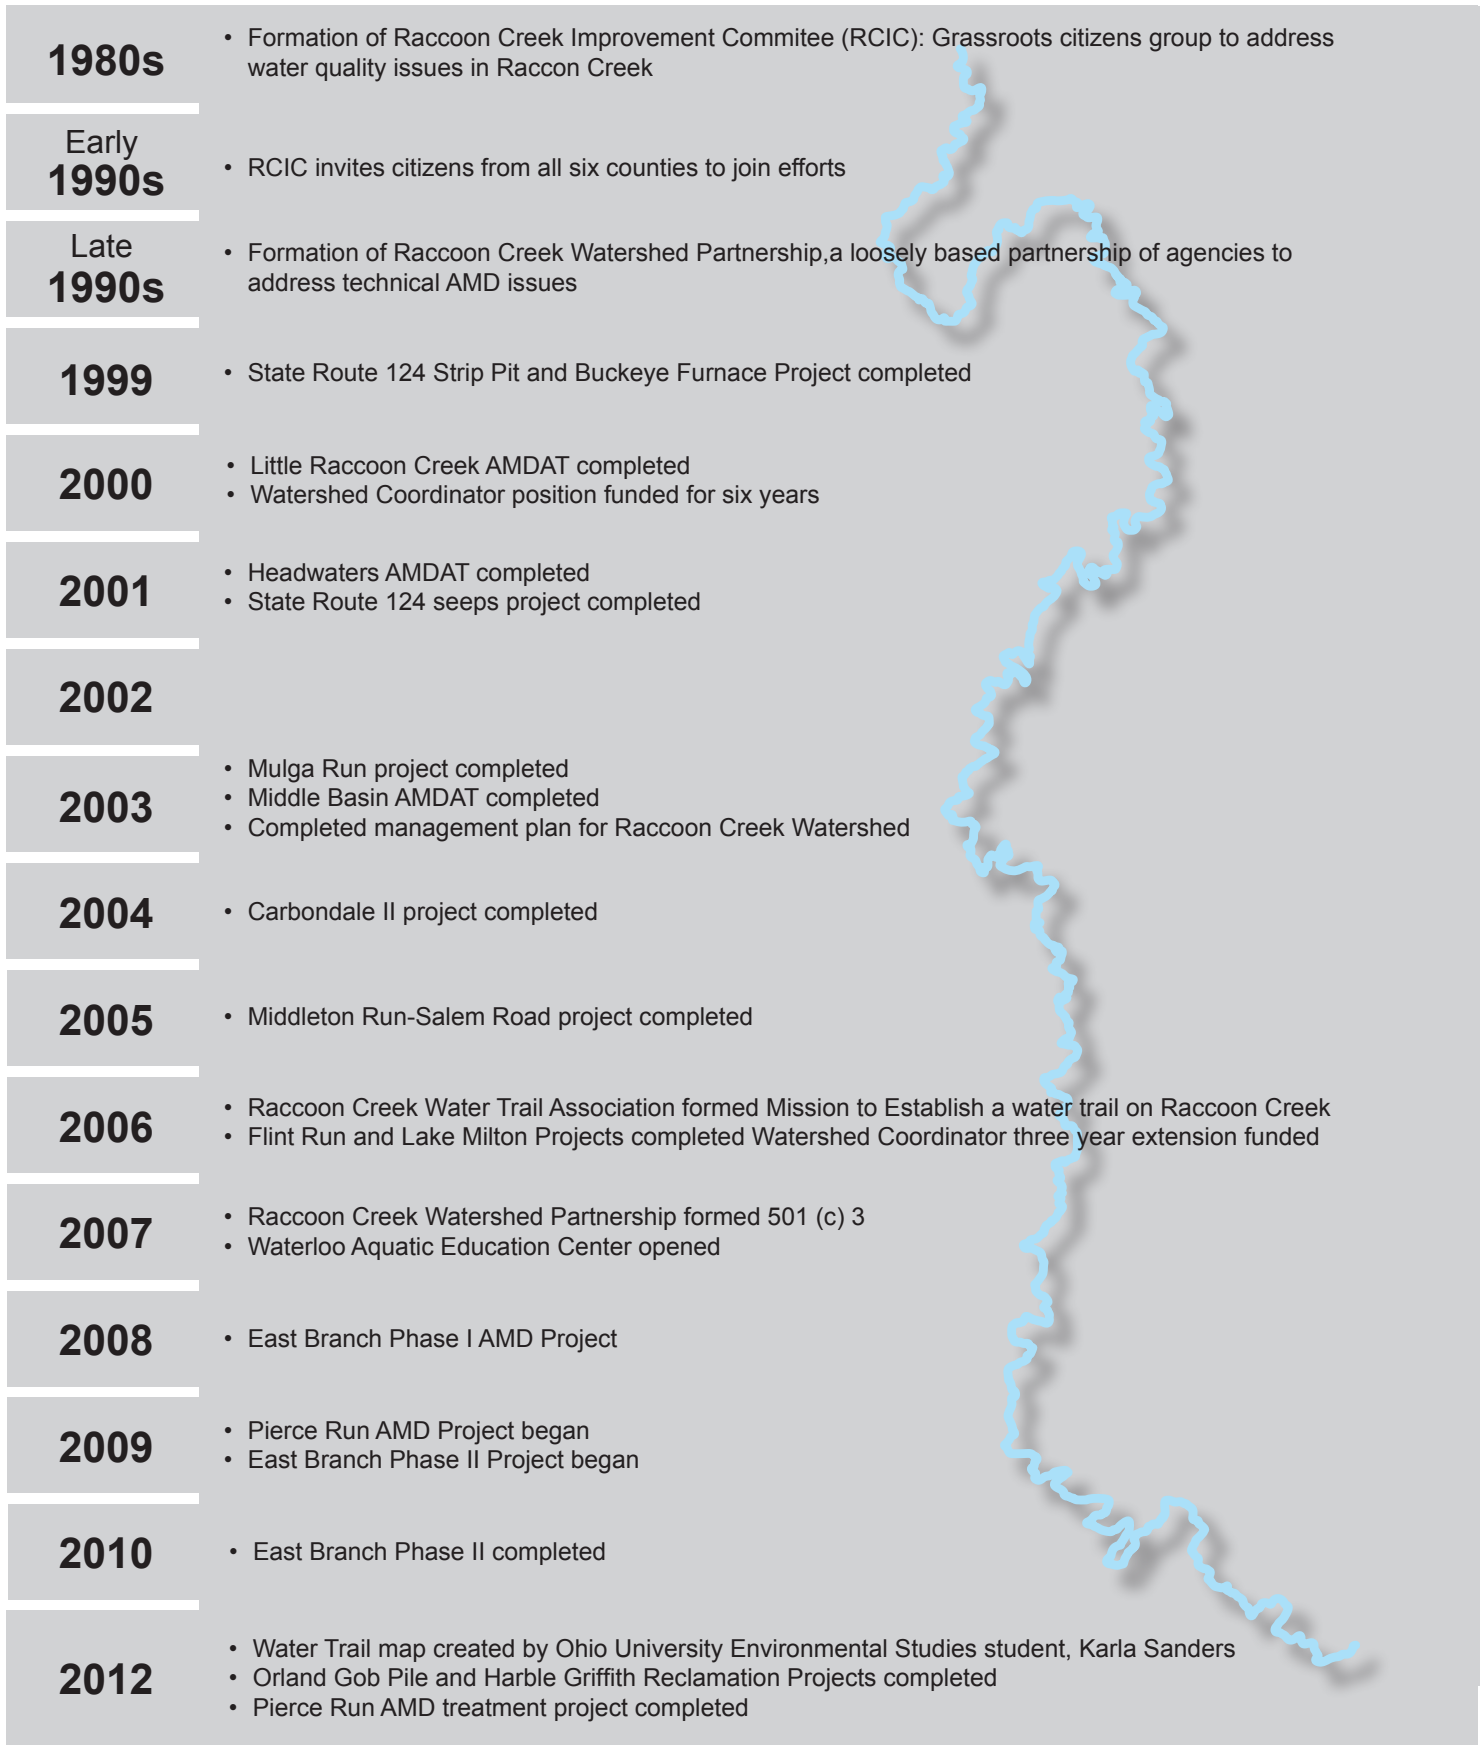 1980s
• Formation of Raccoon Creek Improvement Commitee (RCIC): Grassroots citizens group to address
water quality issues in Raccon Creek
Early
1990s
• RCIC invites citizens from all six counties to join efforts
Late
1990s
• Formation of Raccoon Creek Watershed Partnership,a loosely based partnership of agencies to
address technical AMD issues
1999
• State Route 124 Strip Pit and Buckeye Furnace Project completed
2000
• Little Raccoon Creek AMDAT completed
• Watershed Coordinator position funded for six years
2001
• Headwaters AMDAT completed
• State Route 124 seeps project completed
2002
2003
• Mulga Run project completed
• Middle Basin AMDAT completed
• Completed management plan for Raccoon Creek Watershed
2004
• Carbondale II project completed
2005
• Middleton Run-Salem Road project completed
2006
• Raccoon Creek Water Trail Association formed Mission to Establish a water trail on Raccoon Creek
• Flint Run and Lake Milton Projects completed Watershed Coordinator three year extension funded
2007
• Raccoon Creek Watershed Partnership formed 501 (c) 3
• Waterloo Aquatic Education Center opened
2008
• East Branch Phase I AMD Project
2009
• Pierce Run AMD Project began
• East Branch Phase II Project began
2010
• East Branch Phase II completed
2012
• Water Trail map created by Ohio University Environmental Studies student, Karla Sanders
• Orland Gob Pile and Harble Griffith Reclamation Projects completed
• Pierce Run AMD treatment project completed